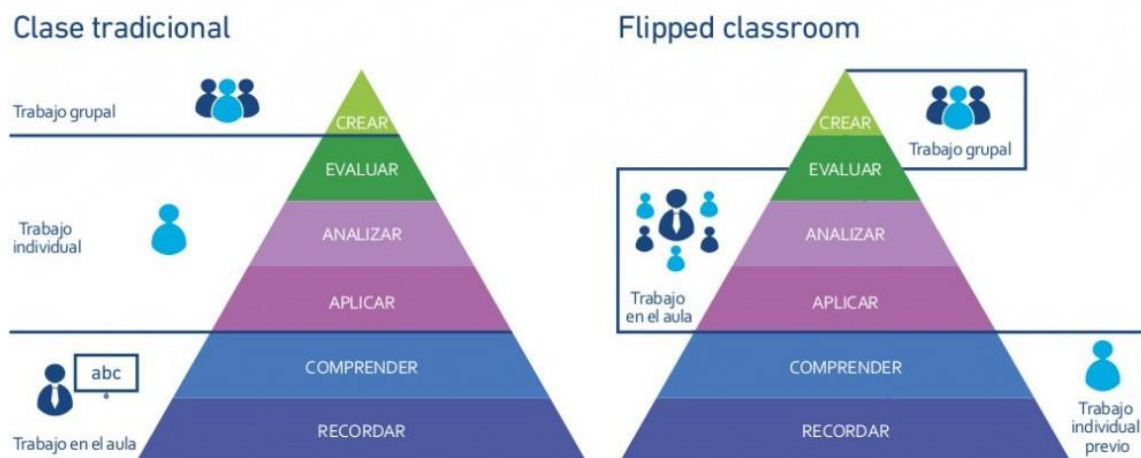 Clase tradicional
Trabajo grupal
CREAR
EVALUAR
Trabajo
individual
ANALIZAR
APLICAR
COMPRENDER
abc
Trabajo en el aula
RECORDAR
Flipped classroom
CREAR
Trabajo grupal
EVALUAR
ANALIZAR
Trabajo
en el aula
APLICAR
COMPRENDER
Trabajo
individual
previo
RECORDAR